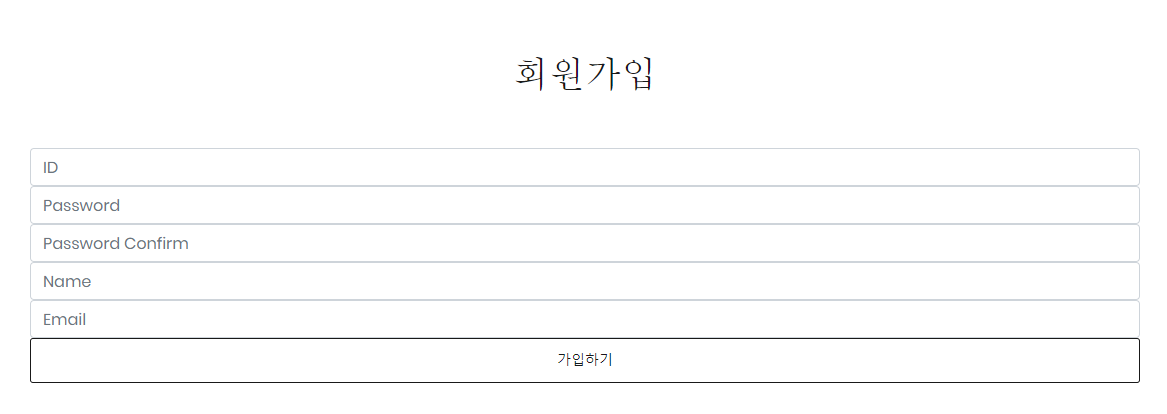 회원가입
ID
Password
Password Confirm
Name
Email
가입하기